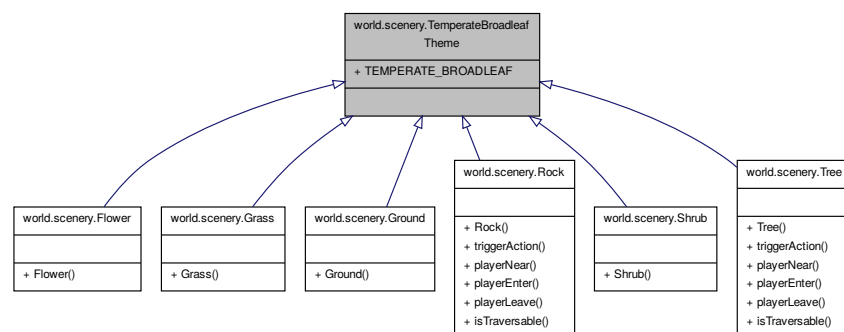 world.scenery.TemperateBroadleaf
Theme
+ TEMPERATE_BROADLEAF
world.scenery.Flower
+ Flower()
world.scenery.Grass
+ Grass()
world.scenery.Ground
+ Ground()
world.scenery.Rock
+ Rock()
+ triggerAction()
+ playerNear()
+ playerEnter()
+ playerLeave()
+ isTraversable()
world.scenery.Shrub
+ Shrub()
world.scenery.Tree
+ Tree()
+ triggerAction()
+ playerNear()
+ playerEnter()
+ playerLeave()
+ isTraversable()